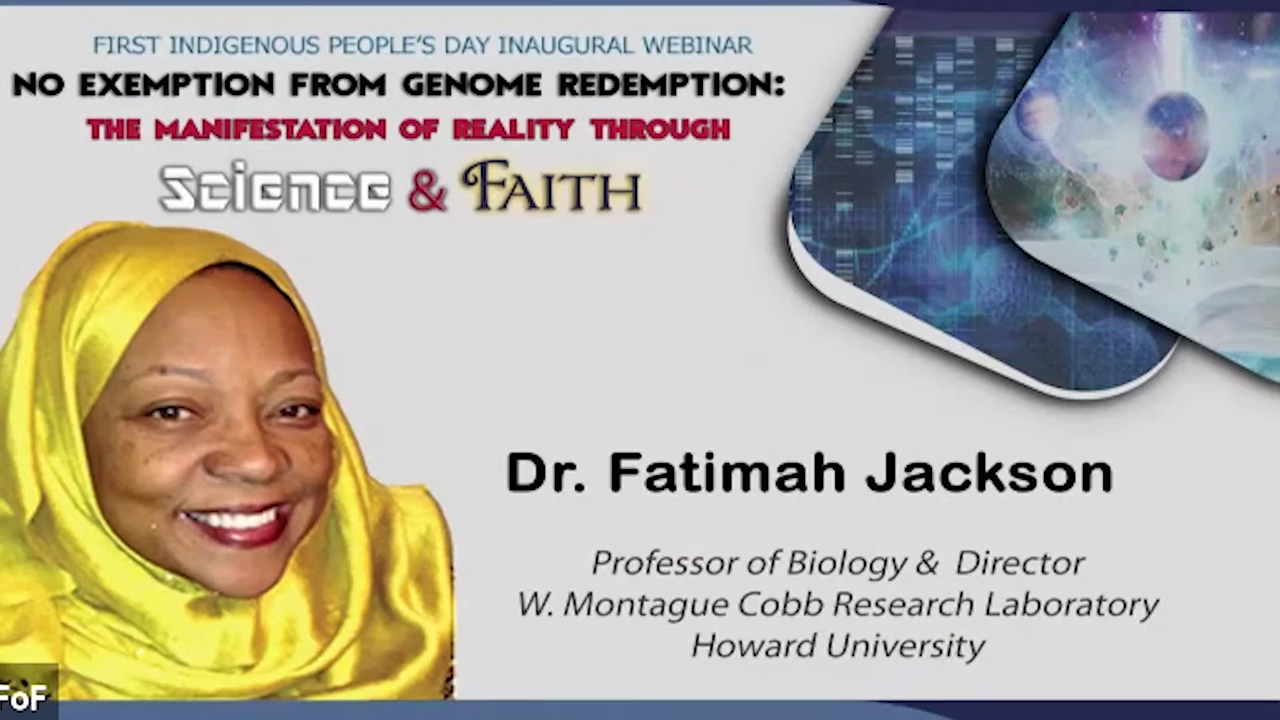 FIRST INDIGENOUS PEOPLE'S DAY INAUGURAL WEBINAR
NO EXEMPTION FROM GENOME REDEMPTION:
THE MANIFESTATION OF REALITY THROUGH
Science & FAITH
Dr. Fatimah Jackson
Professor of Biology & Director
W. Montague Cobb Research Laboratory
Howard University
FoF